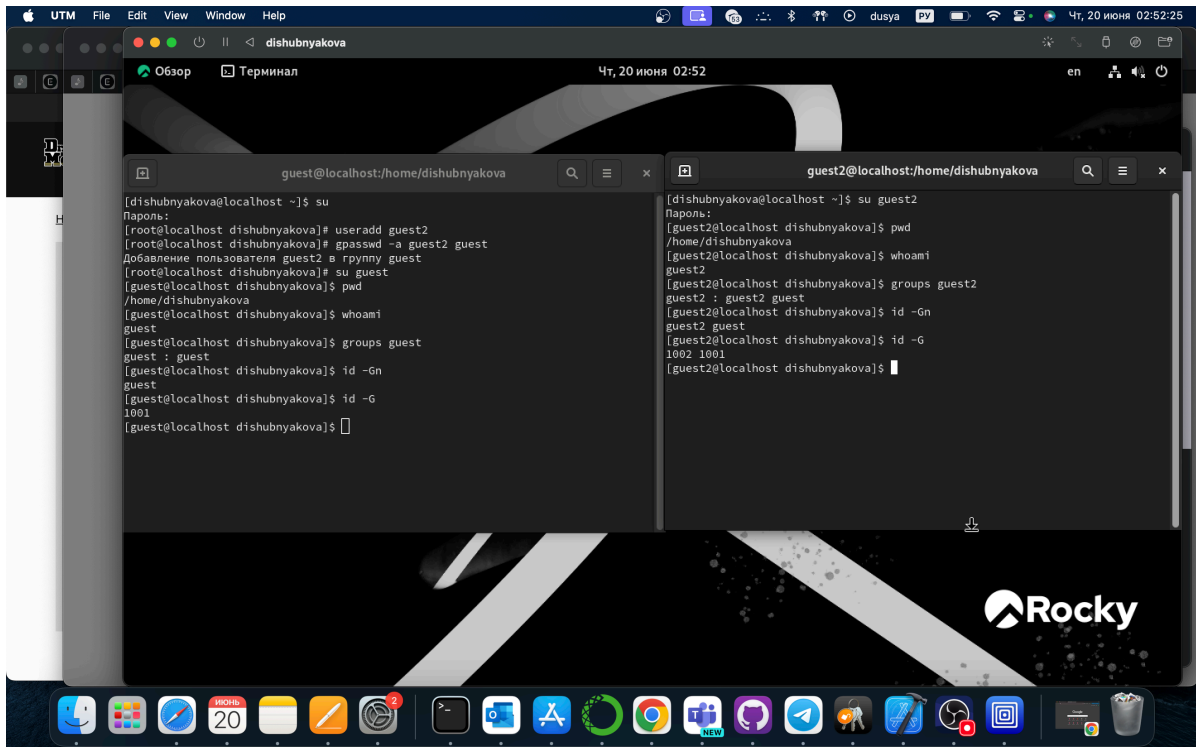 UTM File Edit View Window Help
63
dusya
РУ
Чт, 20 июня 02:52:25
dishubnyakova
Обзор
Терминал
Чт, 20 июня 02:52
en
guest@localhost:/home/dishubnyakova
[dishubnyakova@localhost ~]$ su
Пароль:
[root@localhost dishubnyakova]# useradd guest2
[root@localhost dishubnyakova]# gpasswd -a guest2 guest
Добавление пользователя guest2 в группу guest
[root@localhost dishubnyakova]# su guest
[guest@localhost dishubnyakova]$ pwd
/home/dishubnyakova
[guest@localhost dishubnyakova]$ whoami
guest
[guest@localhost dishubnyakova]$ groups guest
guest : guest
[guest@localhost dishubnyakova]$ id -Gn
guest
[guest@localhost dishubnyakova]$ id -G
1001
[guest@localhost dishubnyakova]$
guest2@localhost:/home/dishubnyakova
[dishubnyakova@localhost ~]$ su guest2
Пароль:
[guest2@localhost dishubnyakova]$ pwd
/home/dishubnyakova
[guest2@localhost dishubnyakova]$ whoami
guest2
[guest2@localhost dishubnyakova]$ groups guest2
guest2 : guest2 guest
[guest2@localhost dishubnyakova]$ id -Gn
guest2 guest
[guest2@localhost dishubnyakova]$ id -G
1002 1001
[guest2@localhost dishubnyakova]$
Rocky
ИЮНЬ
20
2
NEW